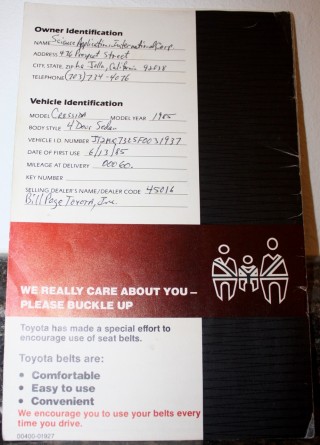 Owner Identification
NAME Science Applications International Corp
ADDRESS 476 Prospect Street
CITY, STATE, ZIP La Jolla, California 92038
TELEPHONE (703) 734-4076
Vehicle Identification
MODEL CRESSIDA MODEL YEAR 1985
BODY STYLE 4 Door Sedan
VEHICLE I.D. NUMBER
DATE OF FIRST USE 6/13/85
MILEAGE AT DELIVERY 00060.
KEY NUMBER
SELLING DEALER'S NAME/DEALER CODE 45016
Bill Page Toyota, Inc.
WE REALLY CARE ABOUT YOU –
PLEASE BUCKLE UP
Toyota has made a special effort to
encourage use of seat belts.
Toyota belts are:
• Comfortable
• Easy to use
• Convenient
We encourage you to use your belts every
time you drive.
00400-01927